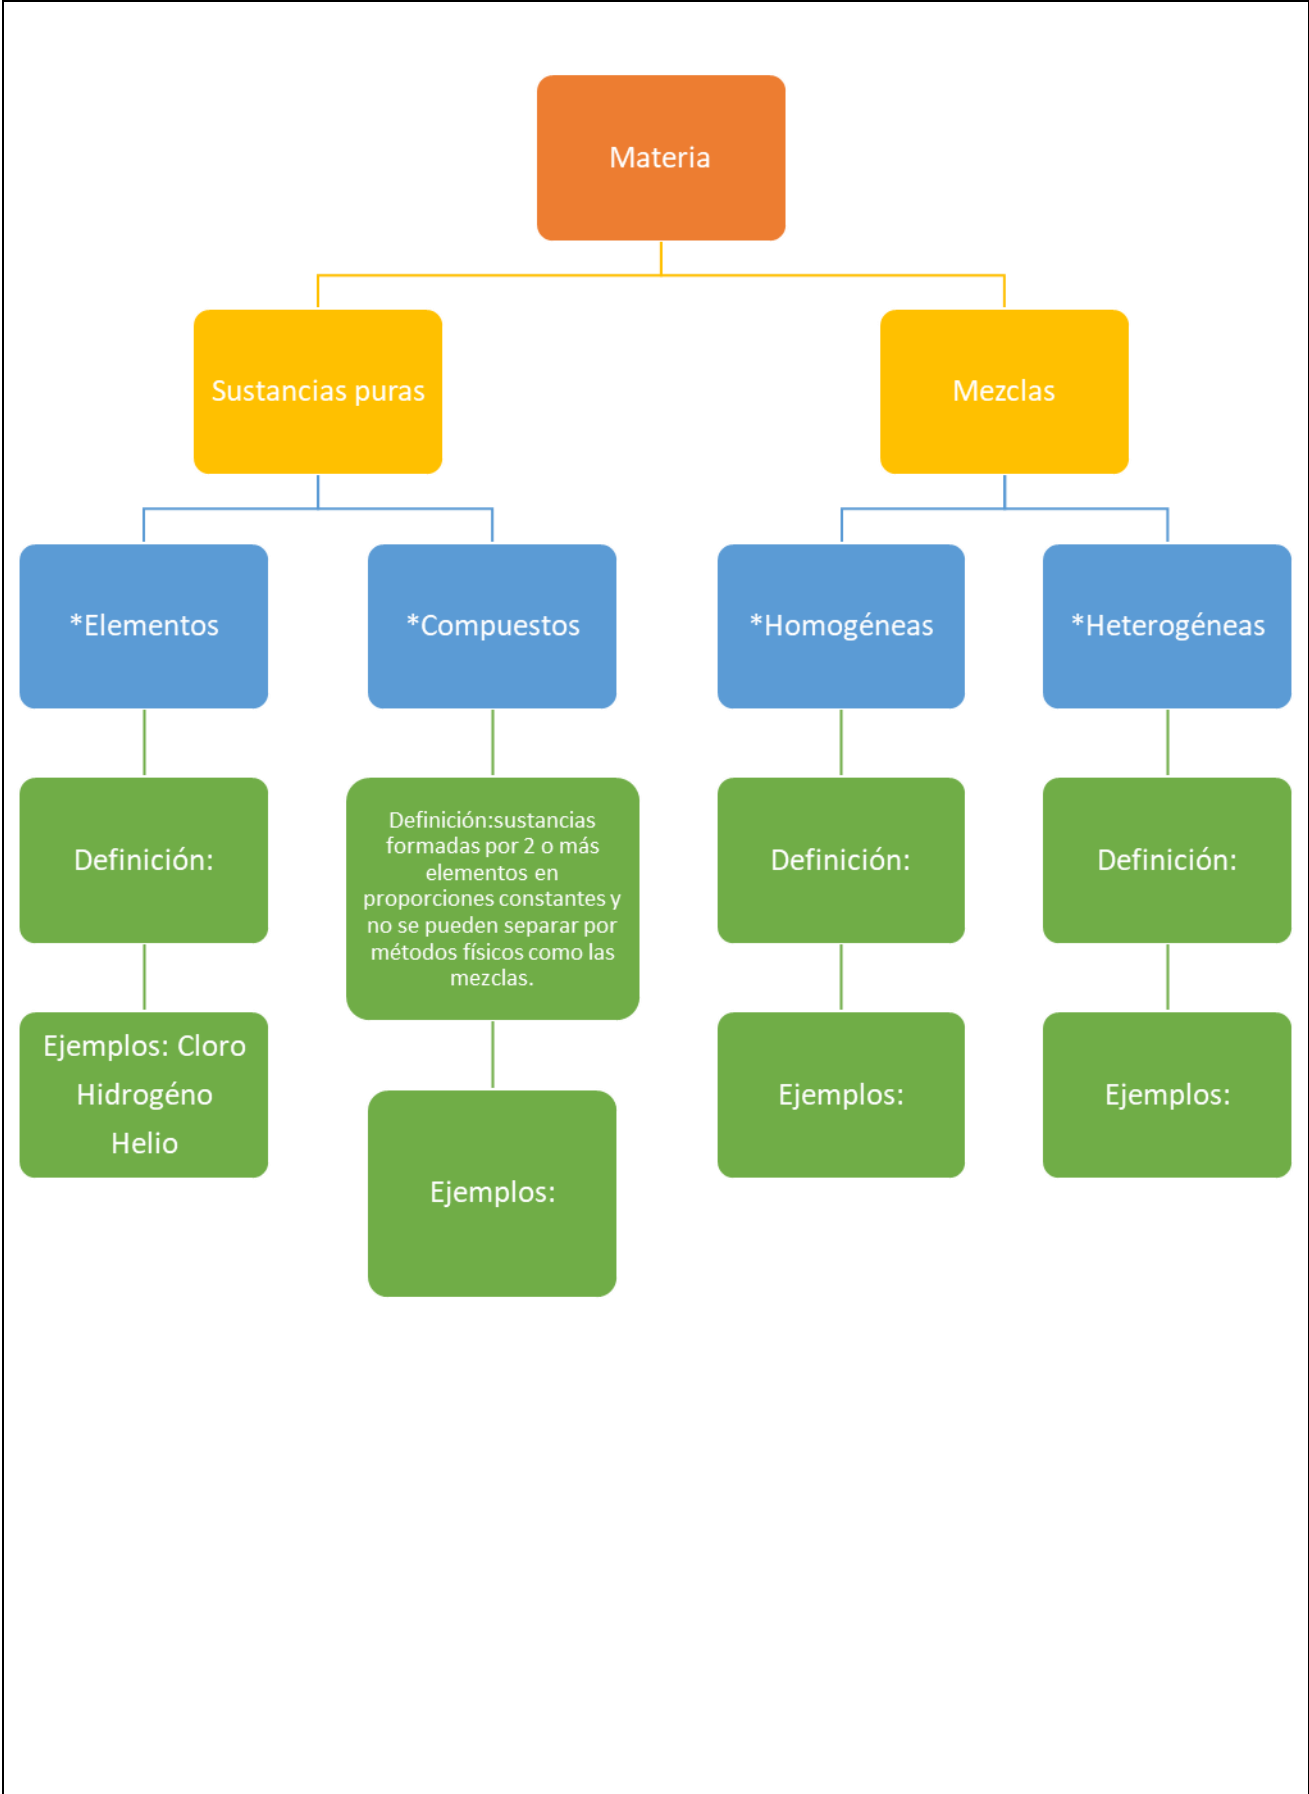 Materia
Sustancias puras
Mezclas
*Elementos
*Compuestos
*Homogéneas
*Heterogéneas
Definición:
Definición:sustancias
formadas por 2 o más
elementos en
proporciones constantes y
no se pueden separar por
métodos físicos como las
mezclas.
Definición:
Definición:
Ejemplos: Cloro
Hidrogéno
Helio
Ejemplos:
Ejemplos:
Ejemplos: